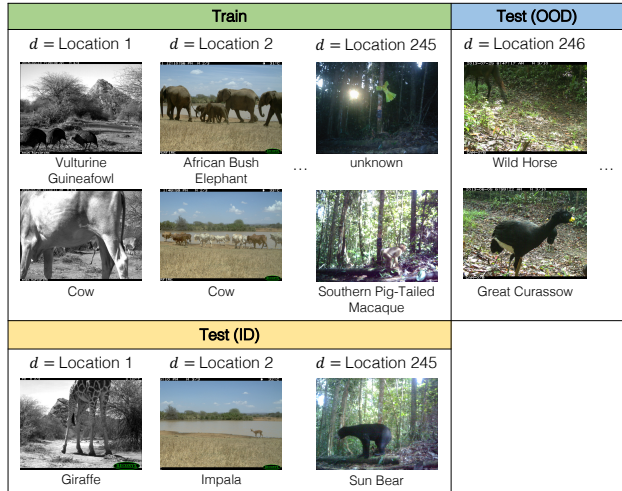 Train
Test (OOD)
d = Location 1
d = Location 2
d = Location 245
d = Location 246
Vulturine
Guineafowl
African Bush
Elephant
...
unknown
Wild Horse
...
Cow
Cow
Southern Pig-Tailed
Macaque
Great Curassow
Test (ID)
d = Location 1
d = Location 2
d = Location 245
Giraffe
Impala
Sun Bear